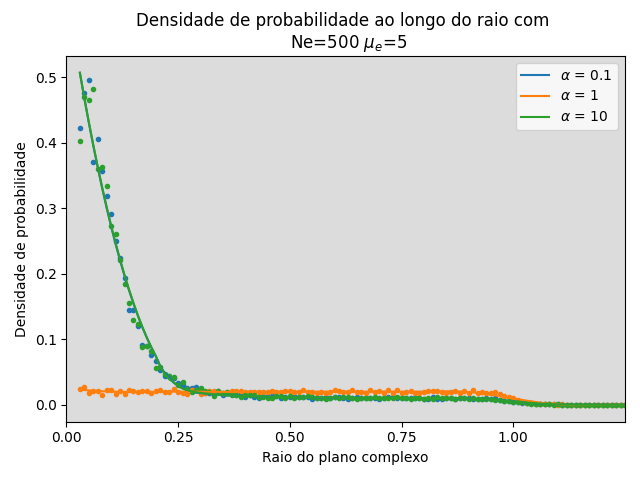 Densidade de probabilidade ao longo do raio com
Ne=500 μₑ=5
α = 0.1
α = 1
α = 10
Densidade de probabilidade
0.5
0.4
0.3
0.2
0.1
0.0
0.00 0.25 0.50 0.75 1.00
Raio do plano complexo